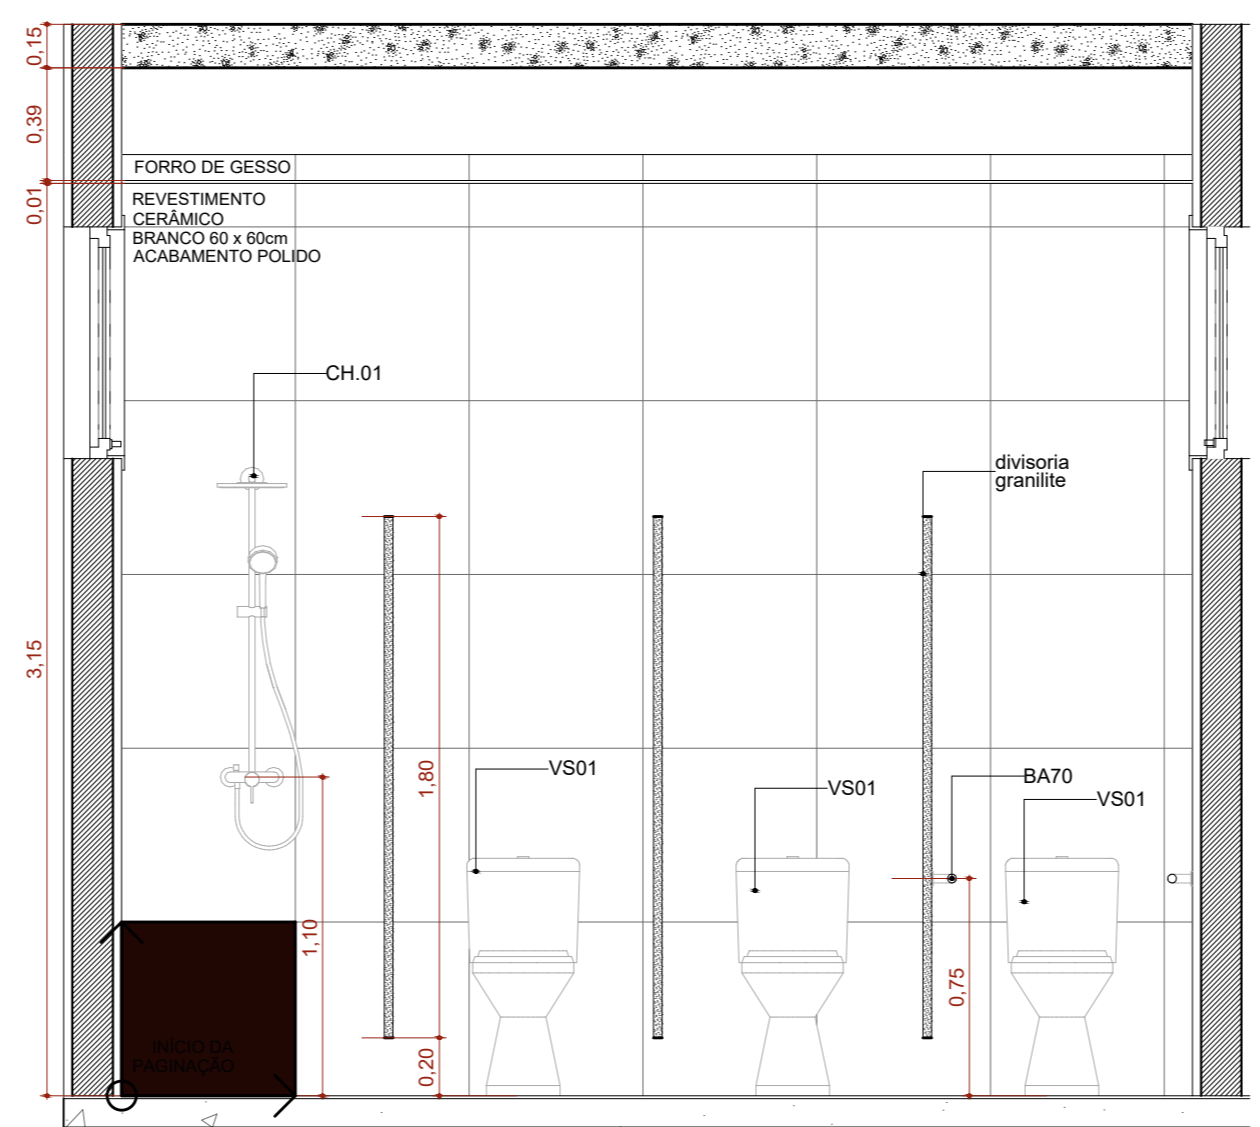 0,15
0,39
FORRO DE GESSO
0,01
REVESTIMENTO
CERÂMICO
BRANCO 60 x 60cm
ACABAMENTO POLIDO
CH.01
divisoria
granilite
3,15
1,80
VS01
VS01
BA70
VS01
1,10
0,75
0,20
INÍCIO DA
PAGINAÇÃO